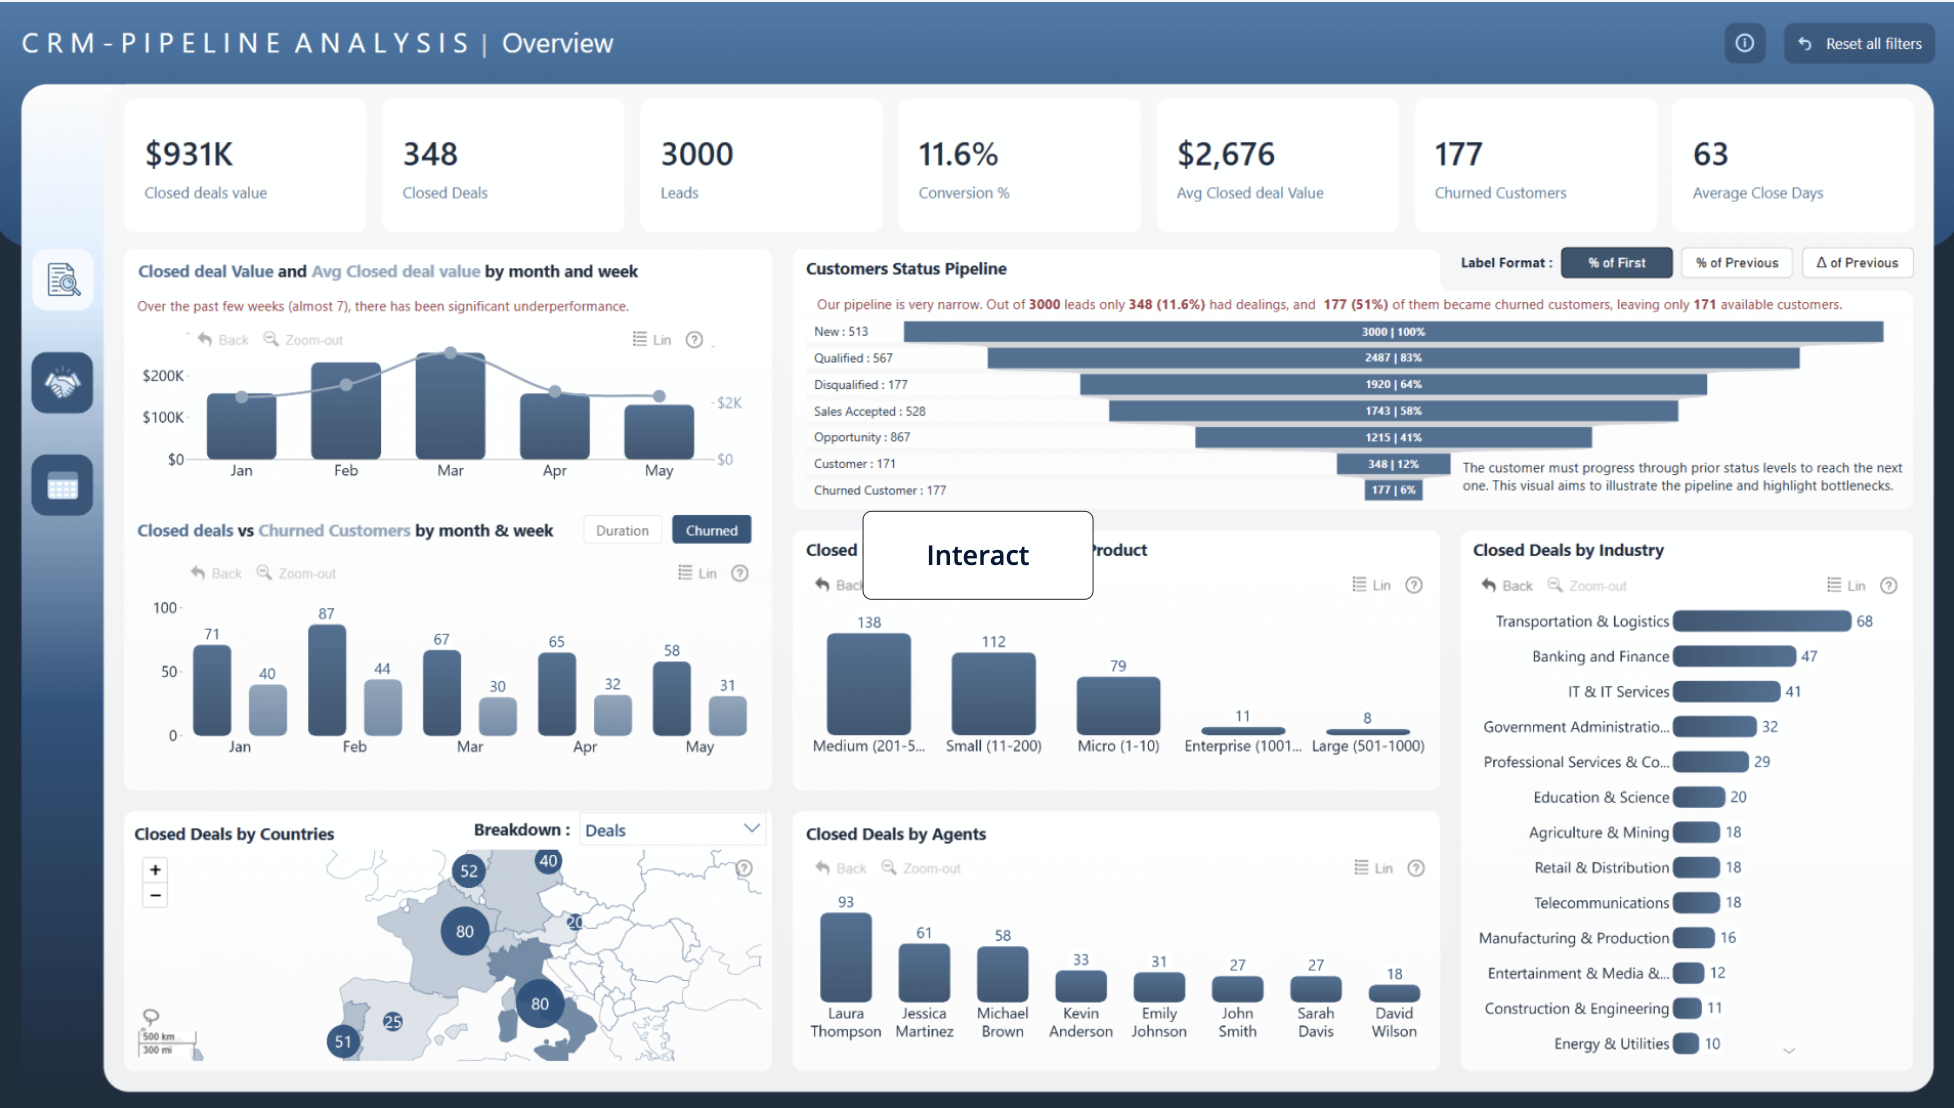 CRM-PIPELINE ANALYSIS | Overview
Reset all filters
$931K
Closed deals value
348
Closed Deals
3000
Leads
11.6%
Conversion %
$2,676
Avg Closed deal Value
177
Churned Customers
63
Average Close Days
Closed deal Value and Avg Closed deal value by month and week
Over the past few weeks (almost 7), there has been significant underperformance.
Back Zoom-out Lin ?
$200K
$100K
$0
$2K
$0
Jan Feb Mar Apr May
Customers Status Pipeline
Label Format : % of First % of Previous Δ of Previous
Our pipeline is very narrow. Out of 3000 leads only 348 (11.6%) had dealings, and 177 (51%) of them became churned customers, leaving only 171 available customers.
New : 513 3000 | 100%
Qualified : 567 2487 | 83%
Disqualified : 177 1920 | 64%
Sales Accepted : 528 1743 | 58%
Opportunity : 867 1215 | 41%
Customer : 171 348 | 12%
Churned Customer : 177 177 | 6%
The customer must progress through prior status levels to reach the next
one. This visual aims to illustrate the pipeline and highlight bottlenecks.
Closed deals vs Churned Customers by month & week
Duration Churned
Back Zoom-out Lin ?
100
50
0
71 40 87 44 67 30 65 32 58 31
Jan Feb Mar Apr May
Closed Product
Interact
Back Lin ?
138 112 79 11 8
Medium (201-5... Small (11-200) Micro (1-10) Enterprise (1001... Large (501-1000)
Closed Deals by Industry
Back Zoom-out Lin ?
Transportation & Logistics 68
Banking and Finance 47
IT & IT Services 41
Government Administratio... 32
Professional Services & Co... 29
Education & Science 20
Agriculture & Mining 18
Retail & Distribution 18
Telecommunications 18
Manufacturing & Production 16
Entertainment & Media &... 12
Construction & Engineering 11
Energy & Utilities 10
Closed Deals by Countries
Breakdown : Deals
+
−
?
52
40
80
20
80
25
51
500 km
300 mi
Closed Deals by Agents
Back Zoom-out Lin ?
93 61 58 33 31 27 27 18
Laura Jessica Michael Kevin Emily John Sarah David
Thompson Martinez Brown Anderson Johnson Smith Davis Wilson